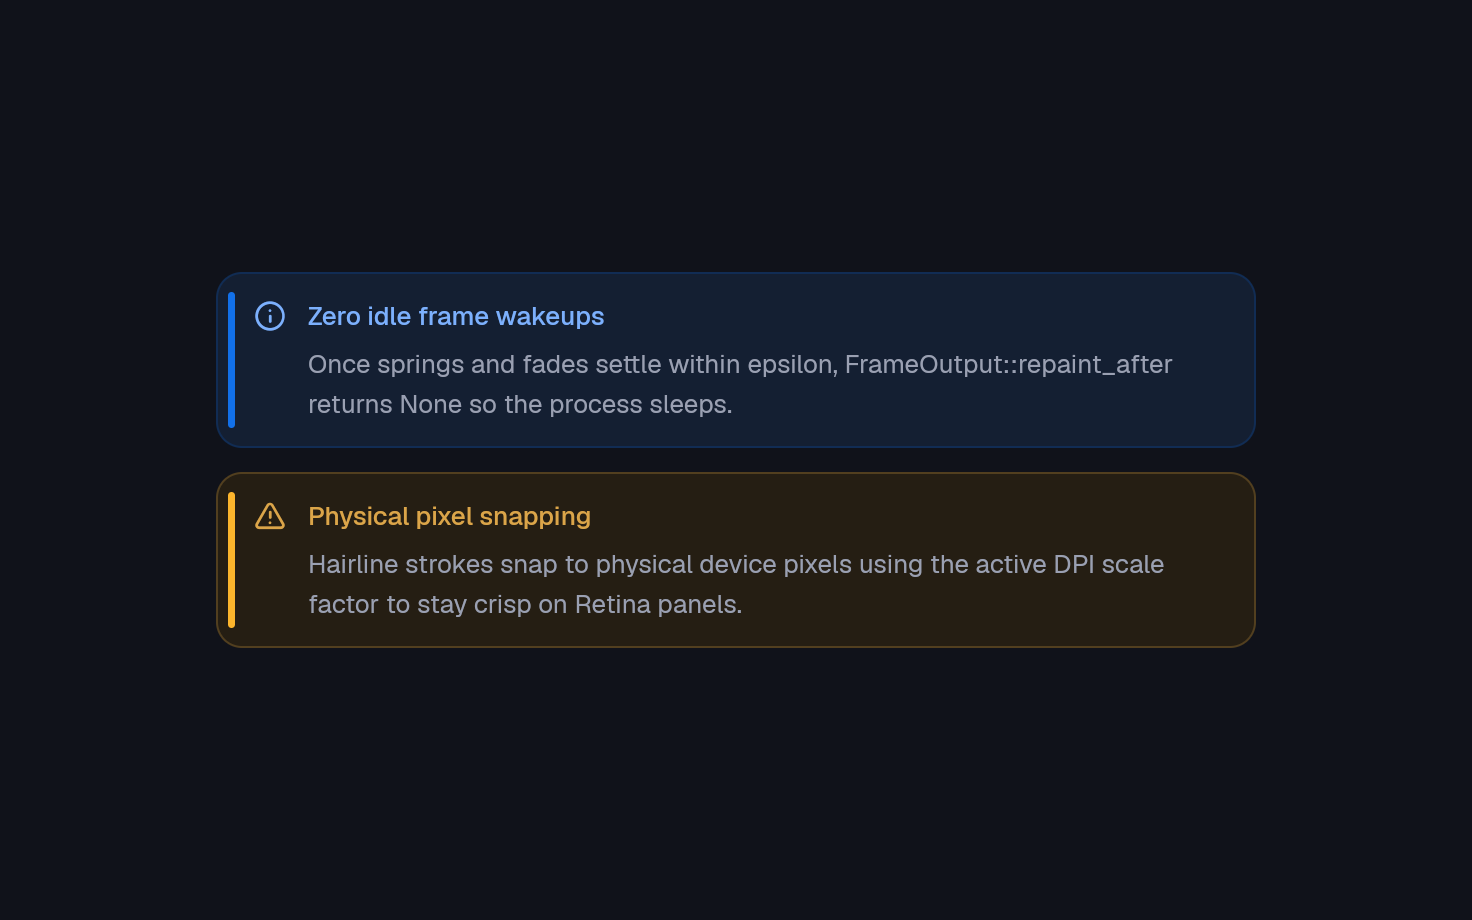 Zero idle frame wakeups
Once springs and fades settle within epsilon, FrameOutput::repaint_after
returns None so the process sleeps.
Physical pixel snapping
Hairline strokes snap to physical device pixels using the active DPI scale
factor to stay crisp on Retina panels.